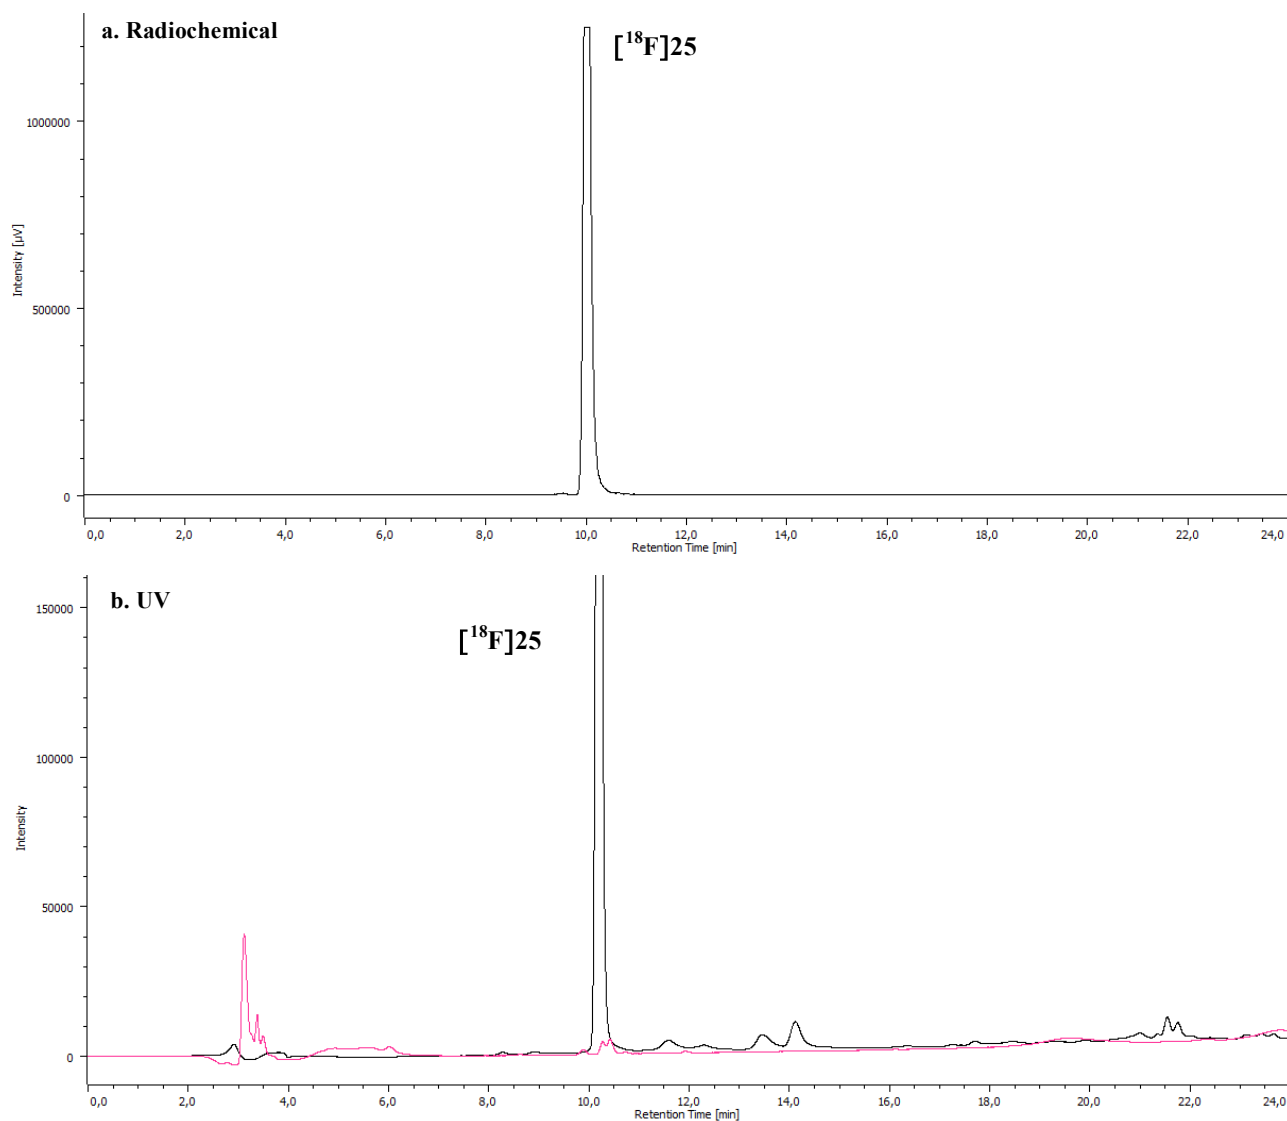 a. Radiochemical
[¹⁸F]25
Intensity [µV]
1000000
500000
0
0,0 2,0 4,0 6,0 8,0 10,0 12,0 14,0 16,0 18,0 20,0 22,0 24,0
Retention Time [min]
b. UV
[¹⁸F]25
Intensity
150000
100000
50000
0
0,0 2,0 4,0 6,0 8,0 10,0 12,0 14,0 16,0 18,0 20,0 22,0 24,0
Retention Time [min]